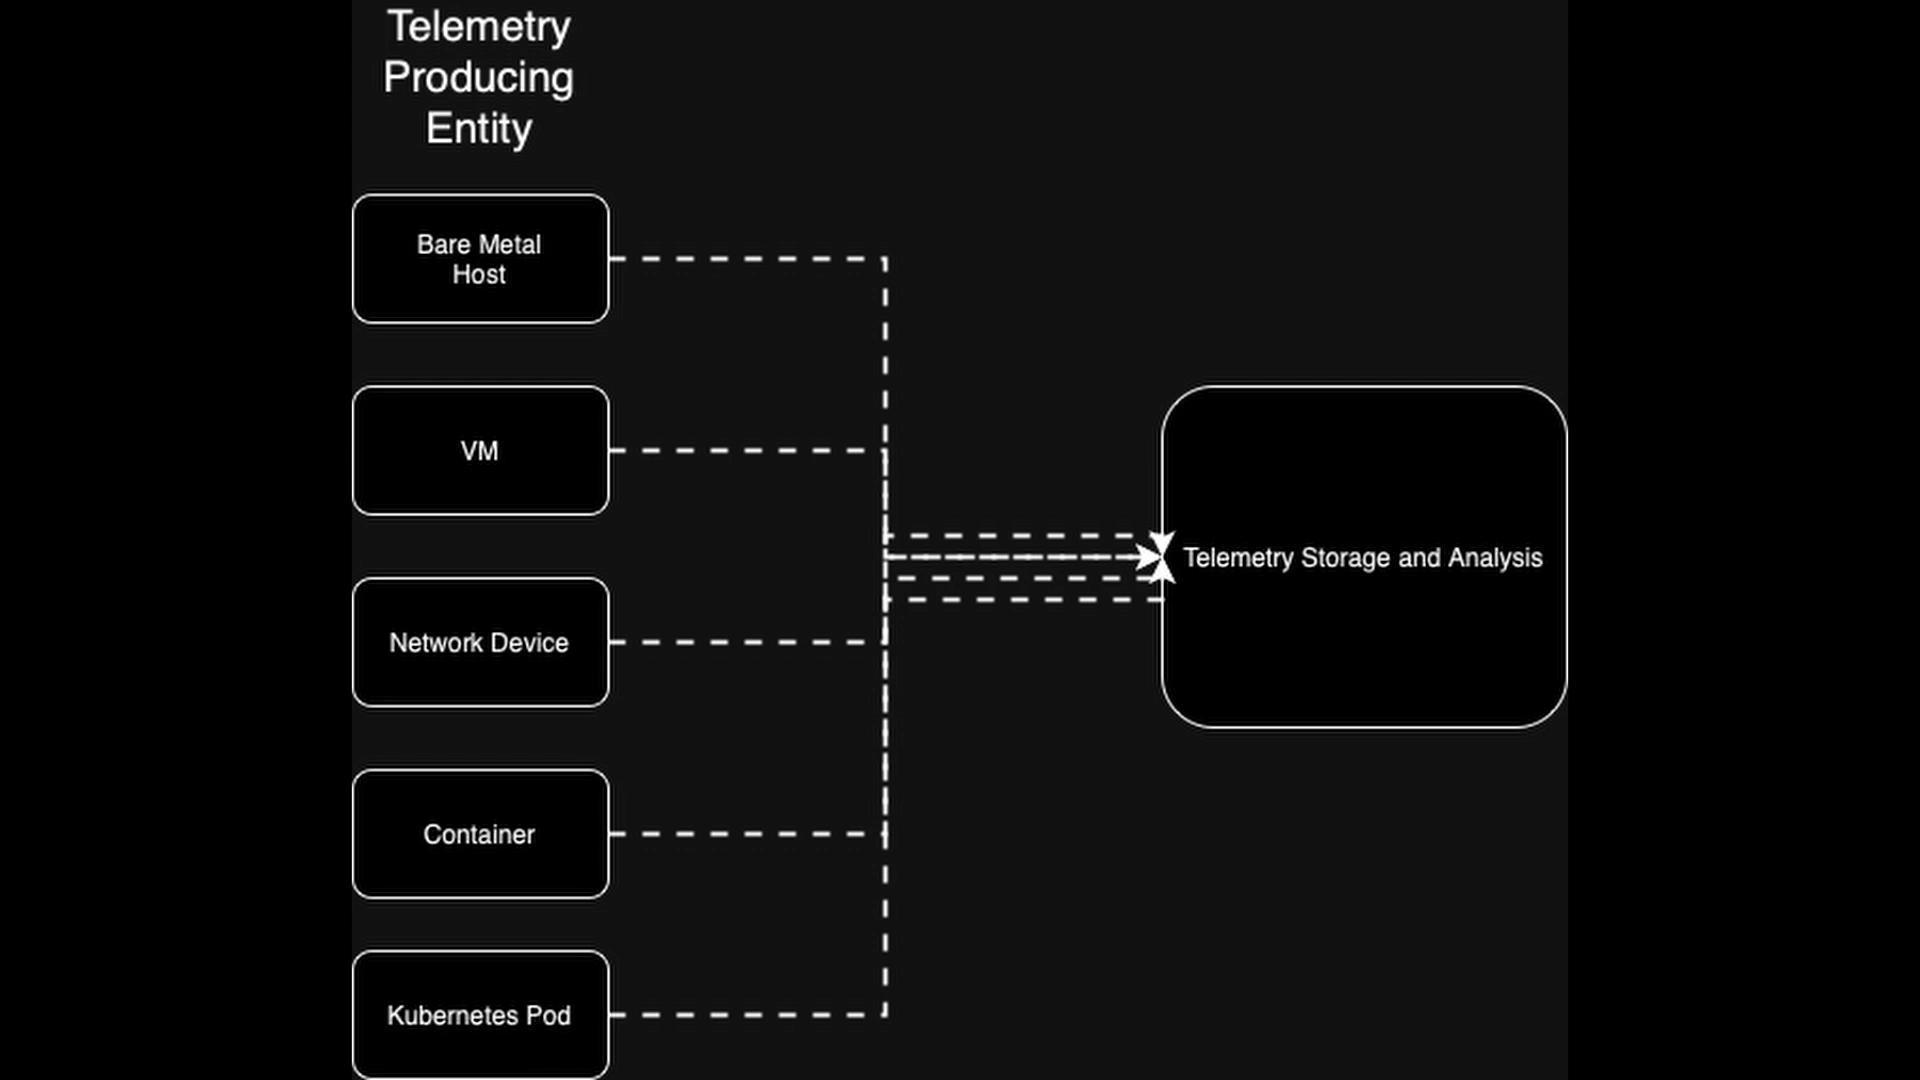 Telemetry
Producing
Entity
Bare Metal
Host
VM
Network Device
Container
Kubernetes Pod
Telemetry Storage and Analysis